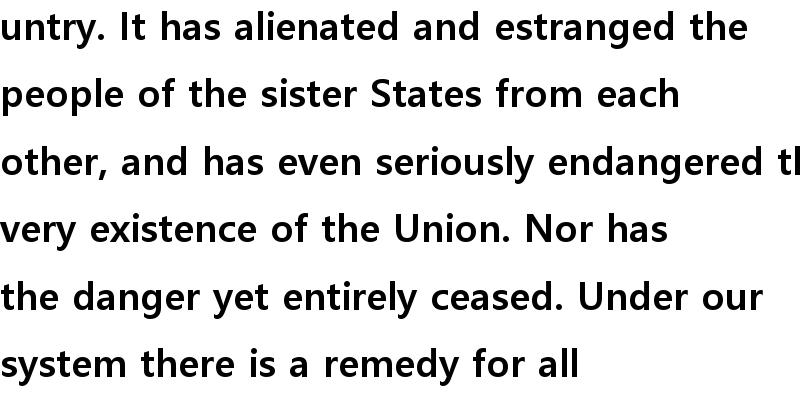 untry. It has alienated and estranged the
people of the sister States from each
other, and has even seriously endangered
very existence of the Union. Nor has
the danger yet entirely ceased. Under our
system there is a remedy for all